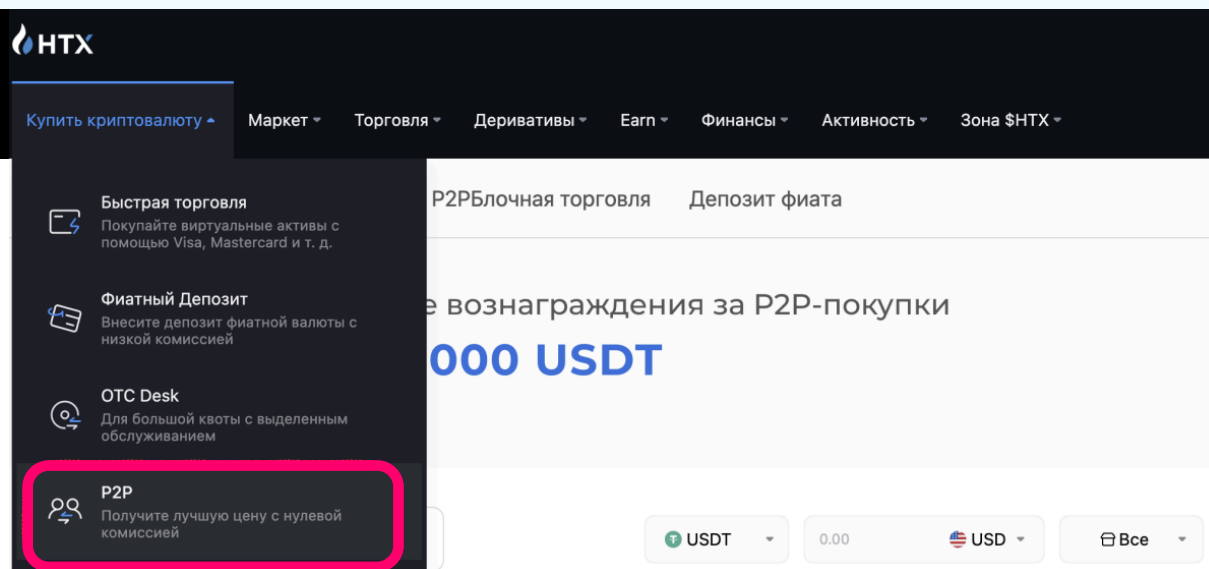 HTX
Купить криптовалюту Маркет Торговля Деривативы Earn Финансы Активность Зона $HTX
Быстрая торговля
Покупайте виртуальные активы с
помощью Visa, Mastercard и т. д.
P2PБлочная торговля Депозит фиата
Фиатный Депозит
Внесите депозит фиатной валюты с
низкой комиссией
вознаграждения за P2P-покупки
000 USDT
OTC Desk
Для большой квоты с выделенным
обслуживанием
P2P
Получите лучшую цену с нулевой
комиссией
USDT 0.00 USD Все